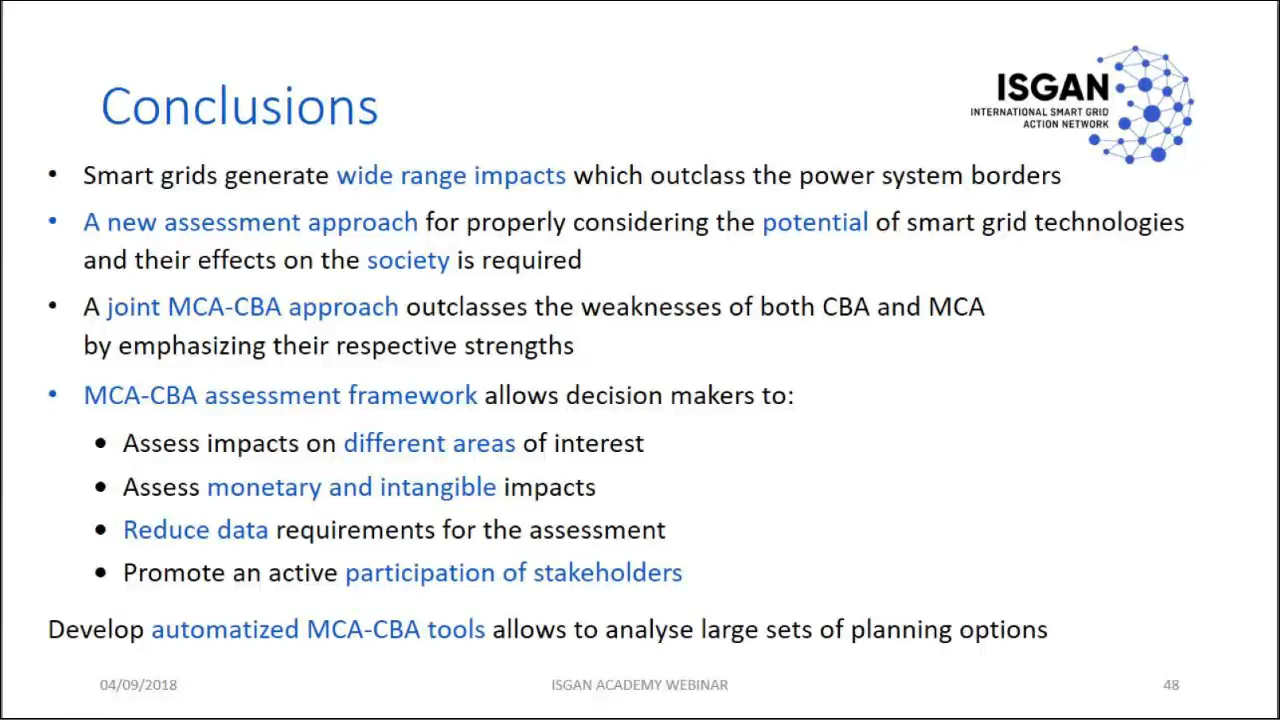 ISGAN
INTERNATIONAL SMART GRID
ACTION NETWORK
Conclusions
• Smart grids generate wide range impacts which outclass the power system borders
• A new assessment approach for properly considering the potential of smart grid technologies
and their effects on the society is required
• A joint MCA-CBA approach outclasses the weaknesses of both CBA and MCA
by emphasizing their respective strengths
• MCA-CBA assessment framework allows decision makers to:
• Assess impacts on different areas of interest
• Assess monetary and intangible impacts
• Reduce data requirements for the assessment
• Promote an active participation of stakeholders
Develop automatized MCA-CBA tools allows to analyse large sets of planning options
04/09/2018
ISGAN ACADEMY WEBINAR
48